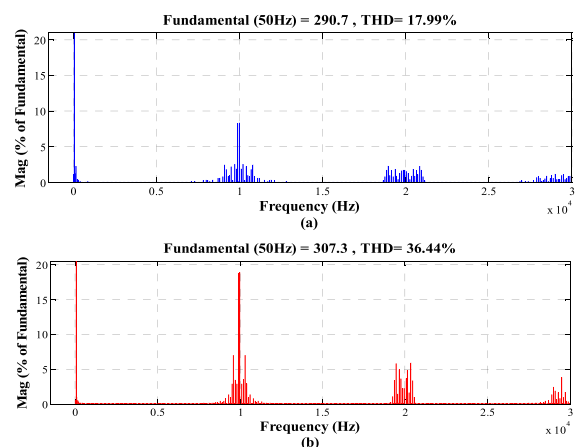 Fundamental (50Hz) = 290.7 , THD= 17.99%
Mag (% of Fundamental)
20
15
10
5
0
0 0.5 1 1.5 2 2.5 3
x 10^4
Frequency (Hz)
(a)
Fundamental (50Hz) = 307.3 , THD= 36.44%
Mag (% of Fundamental)
20
15
10
5
0
0 0.5 1 1.5 2 2.5 3
x 10^4
Frequency (Hz)
(b)